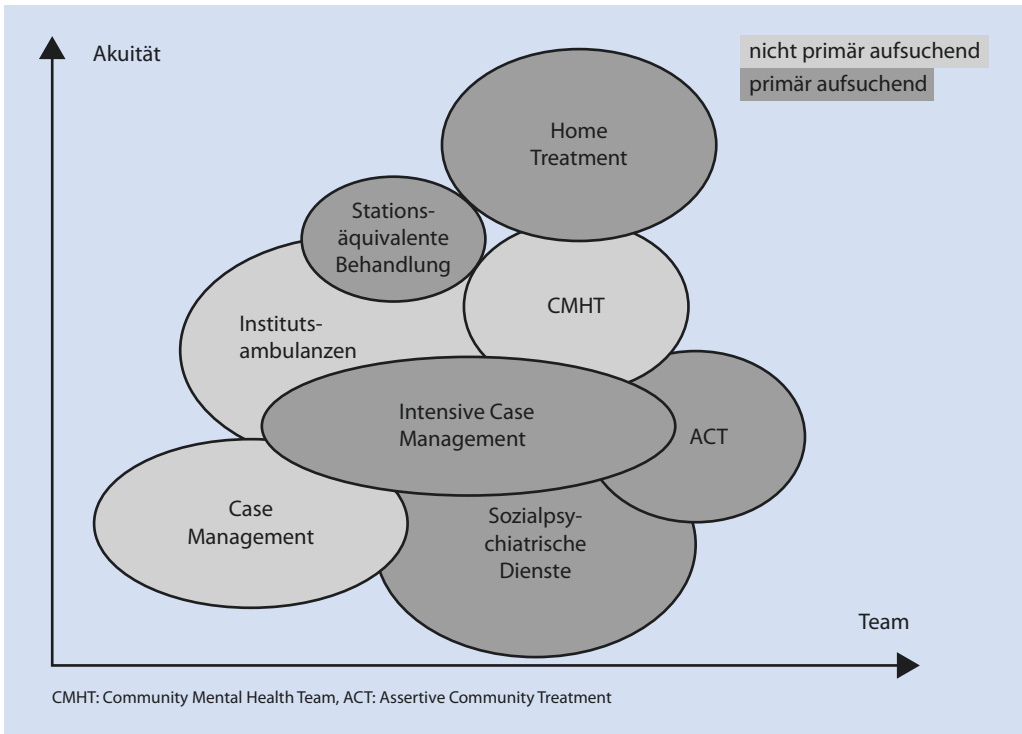 Akuität
nicht primär aufsuchend
primär aufsuchend
Home
Treatment
Stations-
äquivalente
Behandlung
CMHT
Instituts-
ambulanzen
Intensive Case
Management
ACT
Case
Management
Sozialpsy-
chiatrische
Dienste
Team
CMHT: Community Mental Health Team, ACT: Assertive Community Treatment